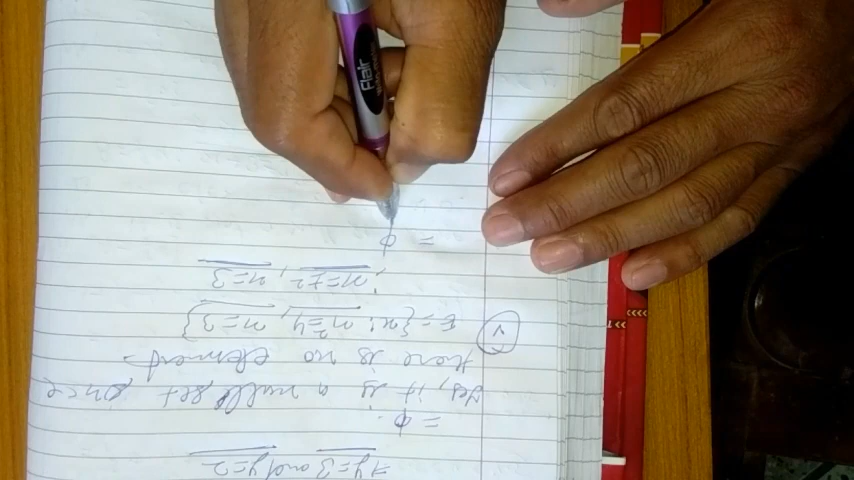 ⇒ y=3 and y=2
= ϕ.
Yes, it is a null set since
there is no element.
(v) E={x: x²=4, x=3}
∴ x=±2, x=3
= ϕ
Flair